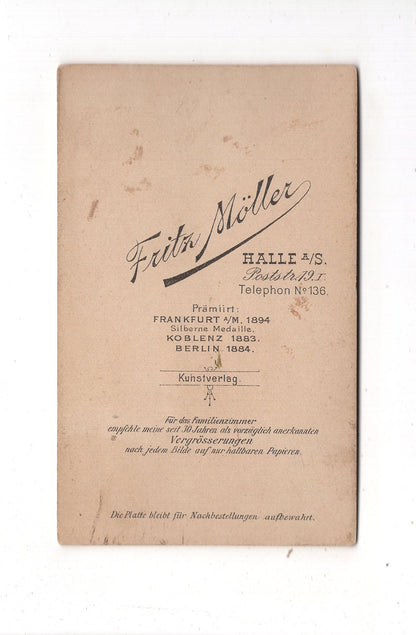 Fritz Möller
HALLE A/S.
Poststr. 19. I.
Telephon No 136.
Prämiirt:
FRANKFURT A/M, 1894
Silberne Medaille.
KOBLENZ 1883.
BERLIN 1884.
Kunstverlag.
Für das Familienzimmer
empfehle meine seit 30 Jahren als vorzüglich anerkannten
Vergrösserungen
nach jedem Bilde auf nur haltbaren Papieren.
Die Platte bleibt für Nachbestellungen aufbewahrt.